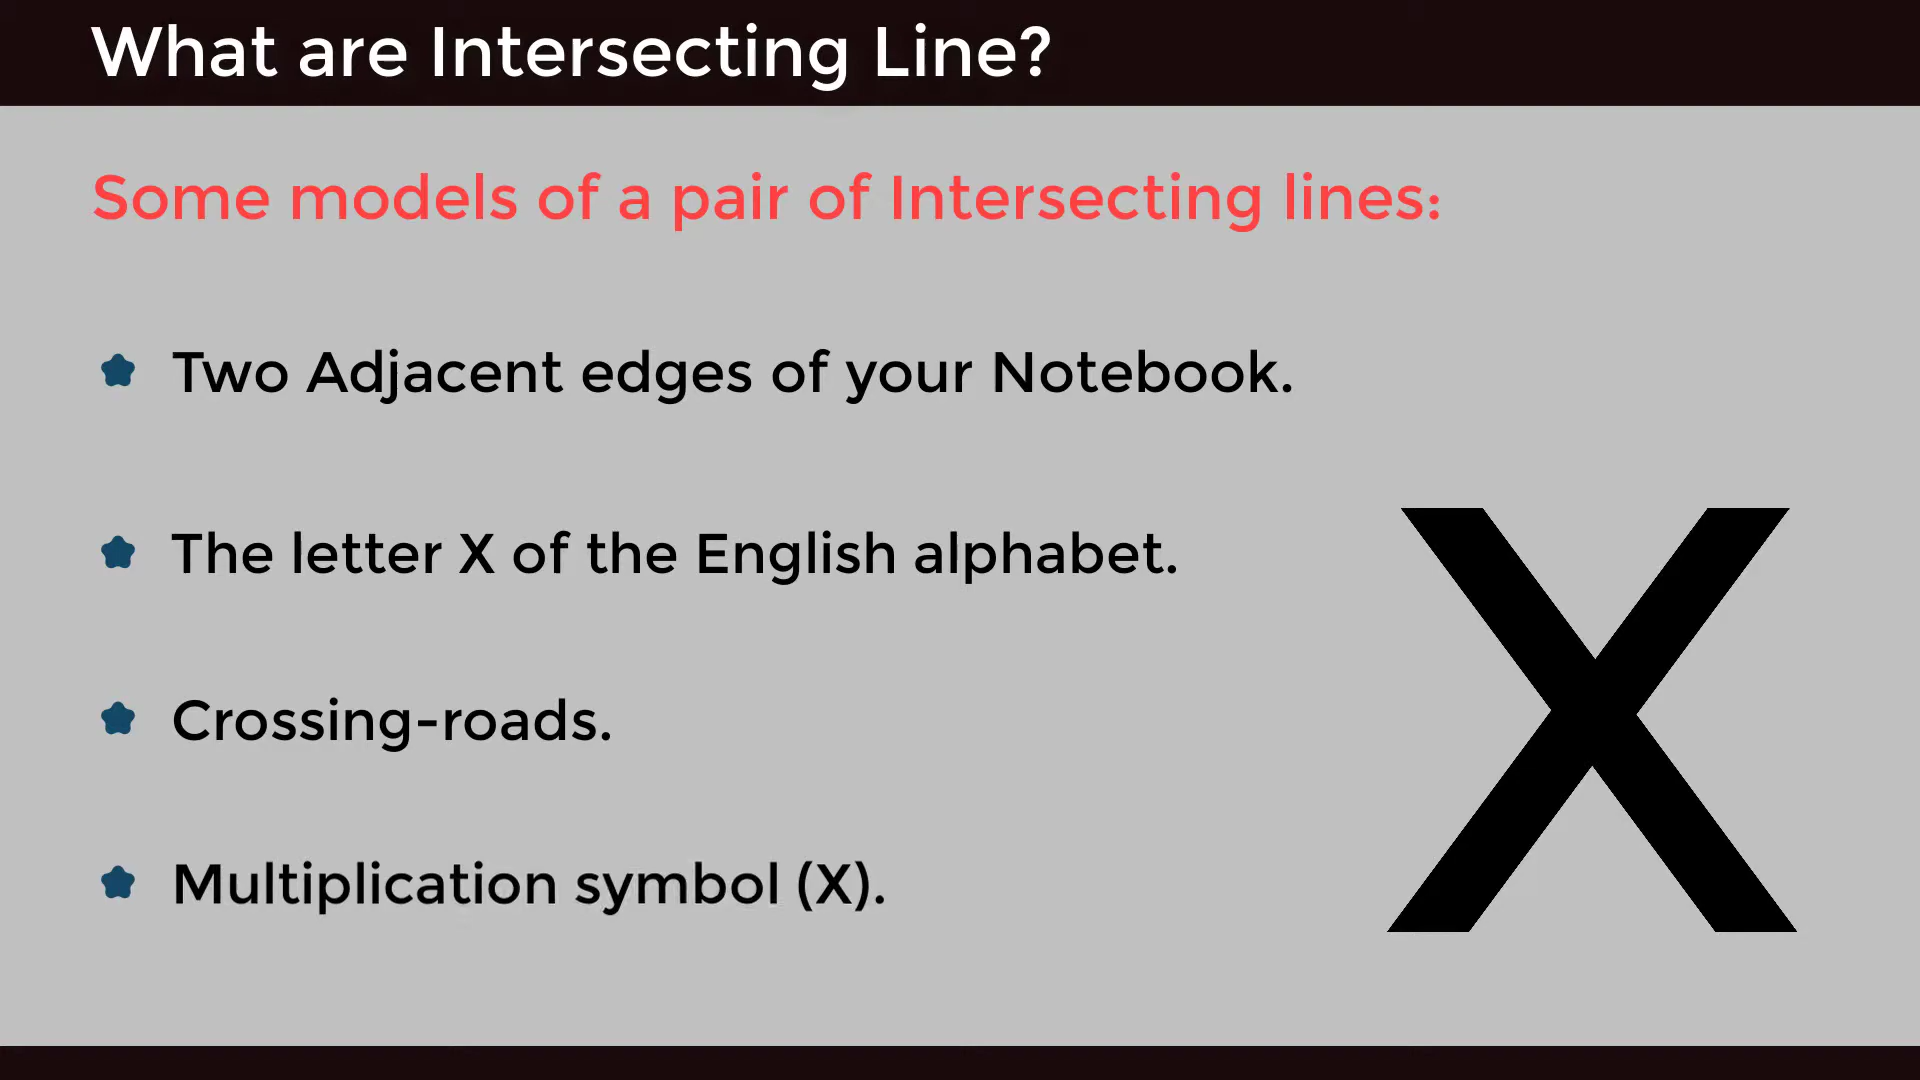 What are Intersecting Line?
Some models of a pair of Intersecting lines:
Two Adjacent edges of your Notebook.
The letter X of the English alphabet.
Crossing-roads.
Multiplication symbol (X).
X